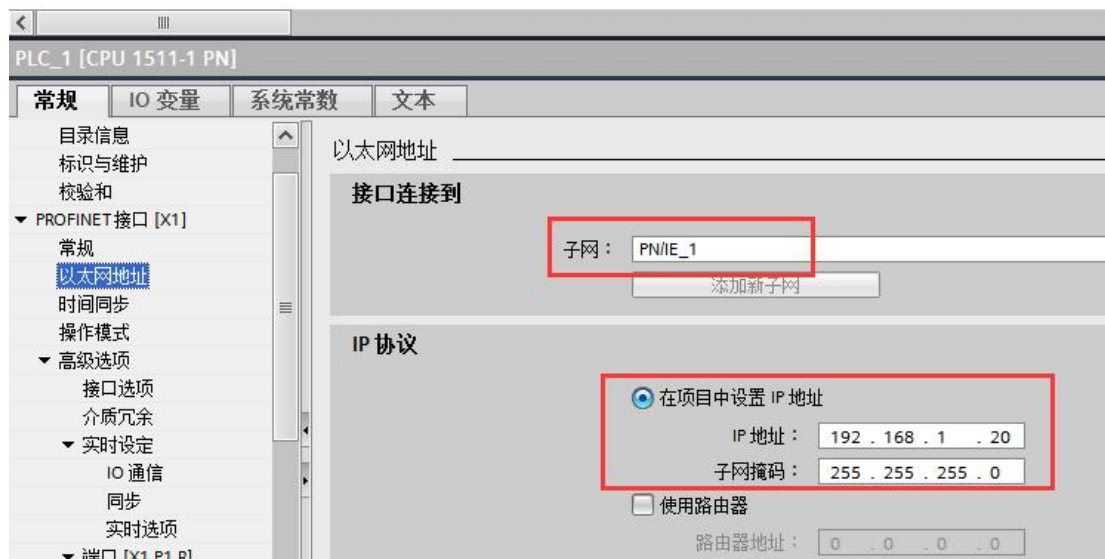 PLC_1 [CPU 1511-1 PN]
常规 IO 变量 系统常数 文本
目录信息
标识与维护
校验和
PROFINET接口 [X1]
常规
以太网地址
时间同步
操作模式
高级选项
接口选项
介质冗余
实时设定
IO 通信
同步
实时选项
端口 [X1 P1 R]
以太网地址
接口连接到
子网： PN/IE_1
添加新子网
IP 协议
在项目中设置 IP 地址
IP 地址： 192 . 168 . 1 . 20
子网掩码： 255 . 255 . 255 . 0
使用路由器
路由器地址： 0 . 0 . 0 . 0